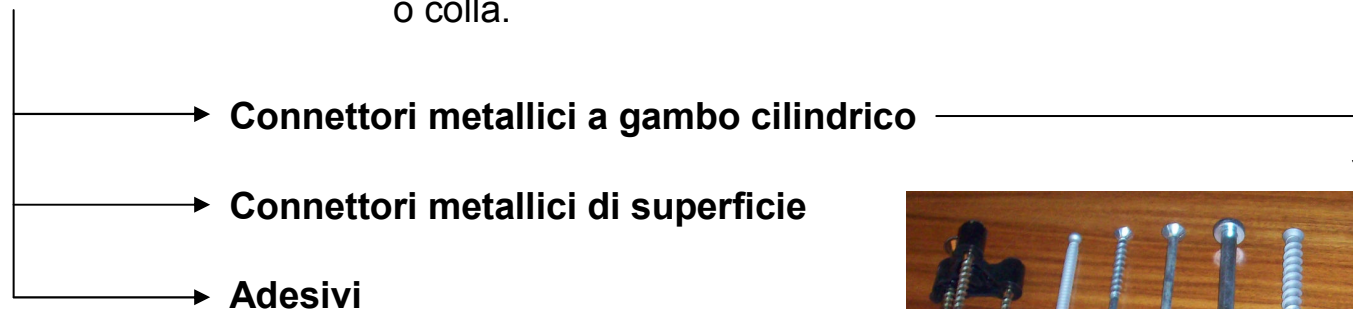 o colla.
Connettori metallici a gambo cilindrico
Connettori metallici di superficie
Adesivi